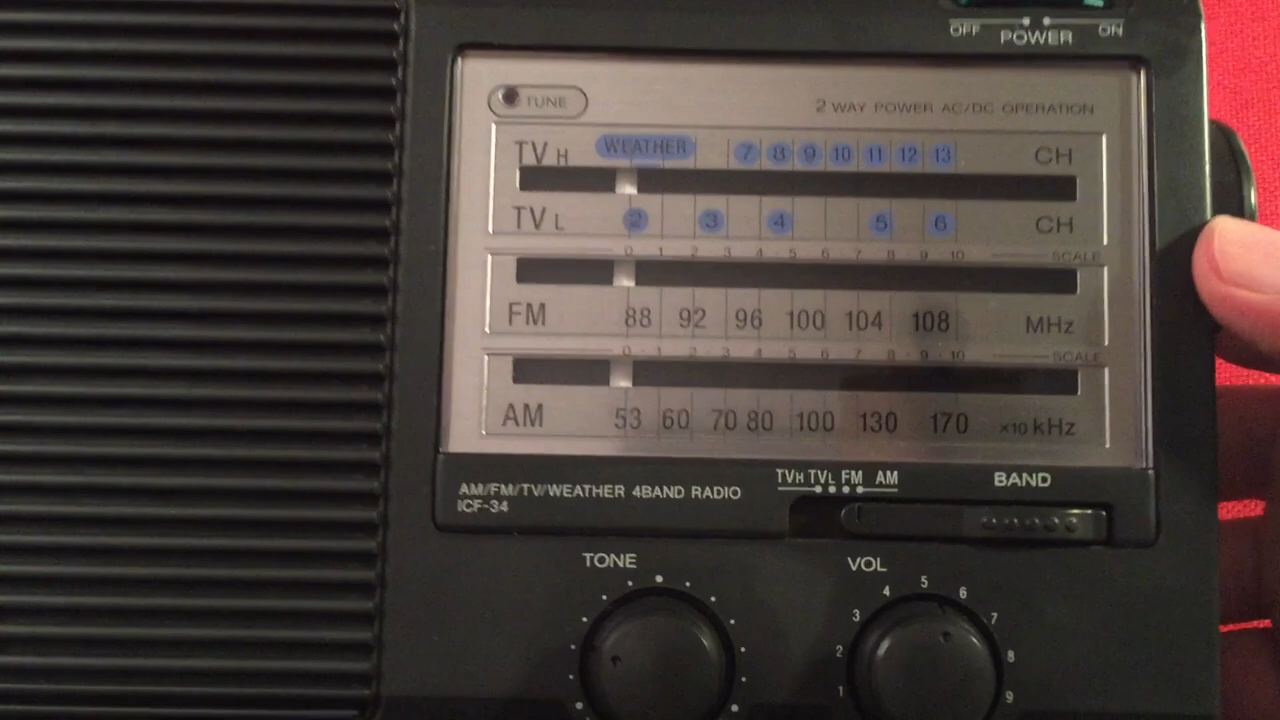 OFF POWER ON
TUNE
2 WAY POWER AC/DC OPERATION
TV H WEATHER 7 8 9 10 11 12 13 CH
TV L 2 3 4 5 6 CH
0 1 2 3 4 5 6 7 8 9 10 SCALE
FM 88 92 96 100 104 108 MHz
0 1 2 3 4 5 6 7 8 9 10 SCALE
AM 53 60 70 80 100 130 170 x10 kHz
TVH TVL FM AM BAND
AM/FM/TV/WEATHER 4BAND RADIO
ICF-34
TONE VOL
1 2 3 4 5 6 7 8 9